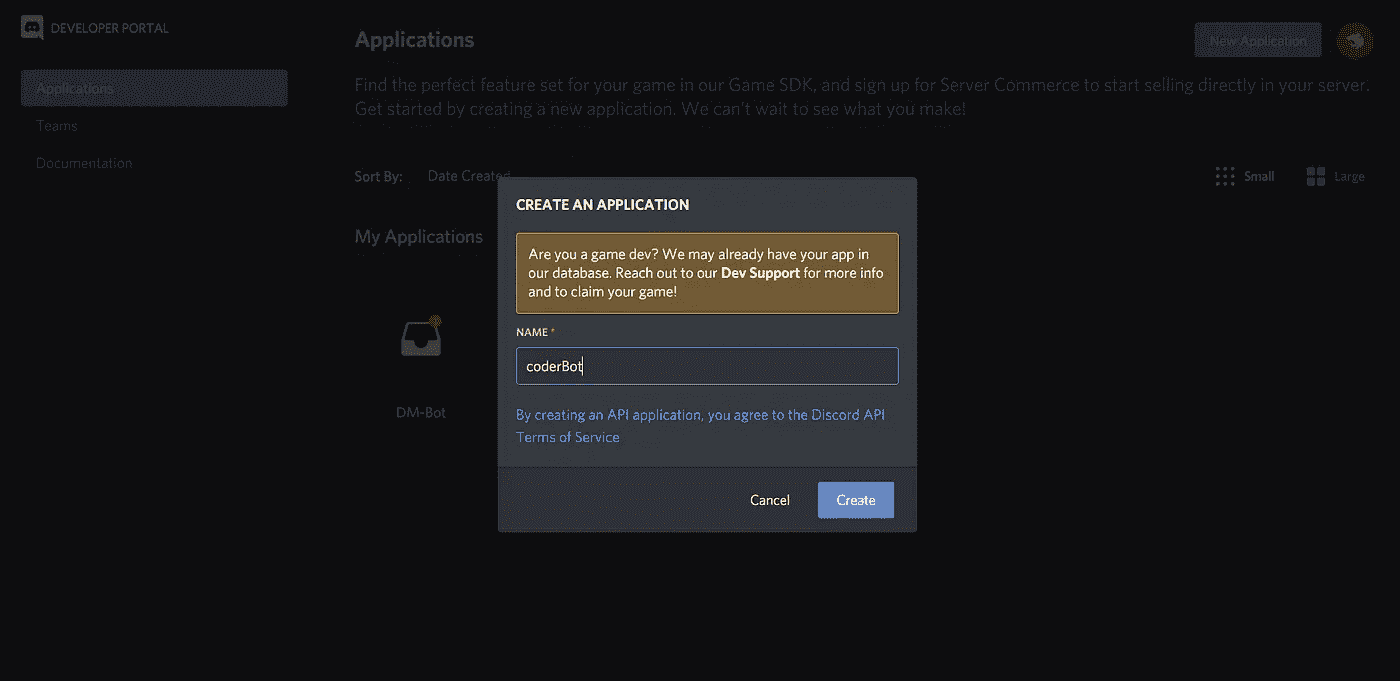 DEVELOPER PORTAL
Applications
Teams
Documentation
Applications
New Application
Find the perfect feature set for your game in our Game SDK, and sign up for Server Commerce to start selling directly in your server.
Get started by creating a new application. We can't wait to see what you make!
Sort By:
Date Created
Small
Large
My Applications
DM-Bot
CREATE AN APPLICATION
Are you a game dev? We may already have your app in
our database. Reach out to our Dev Support for more info
and to claim your game!
NAME *
coderBot
By creating an API application, you agree to the Discord API
Terms of Service
Cancel
Create